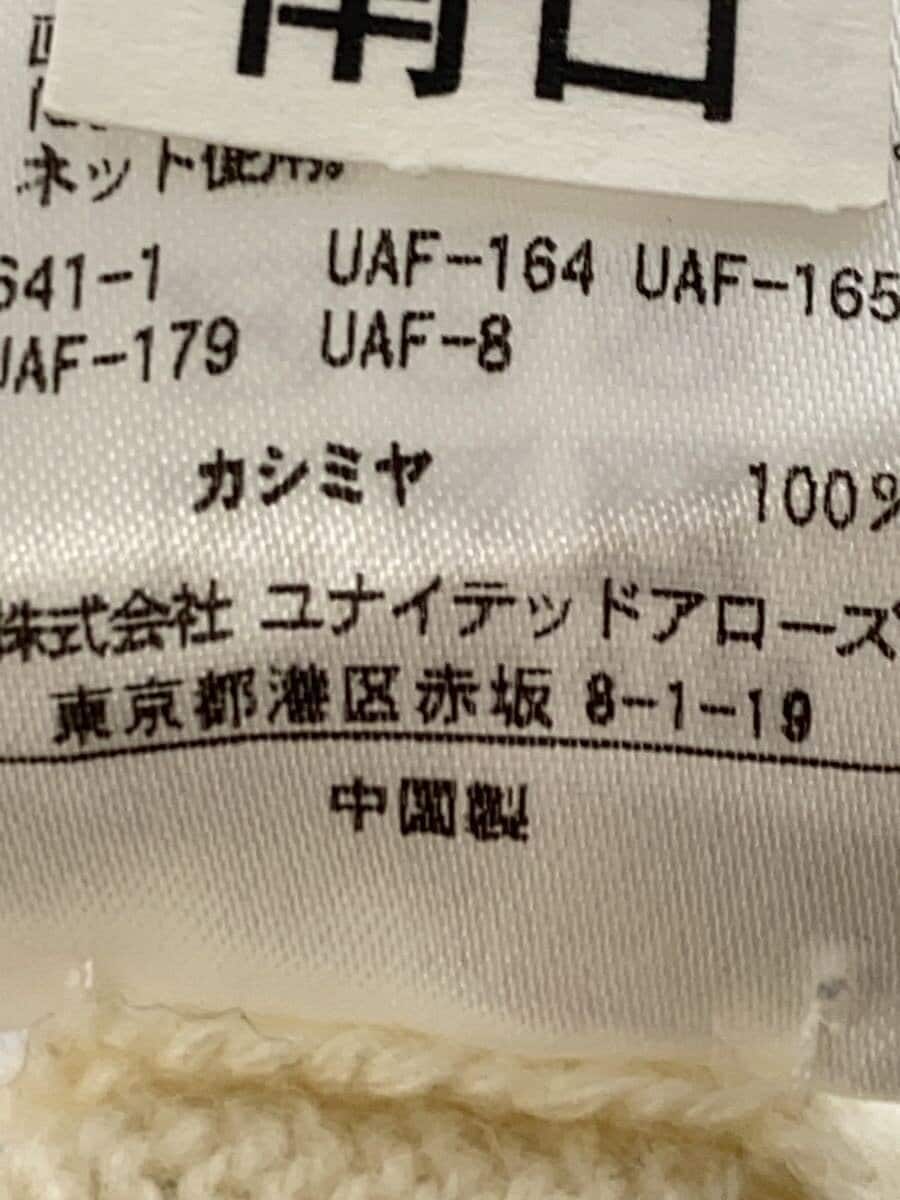 ネット使用。
641-1 UAF-164 UAF-165
UAF-179 UAF-8
カシミヤ 100%
株式会社 ユナイテッドアローズ
東京都港区赤坂 8-1-19
中国製